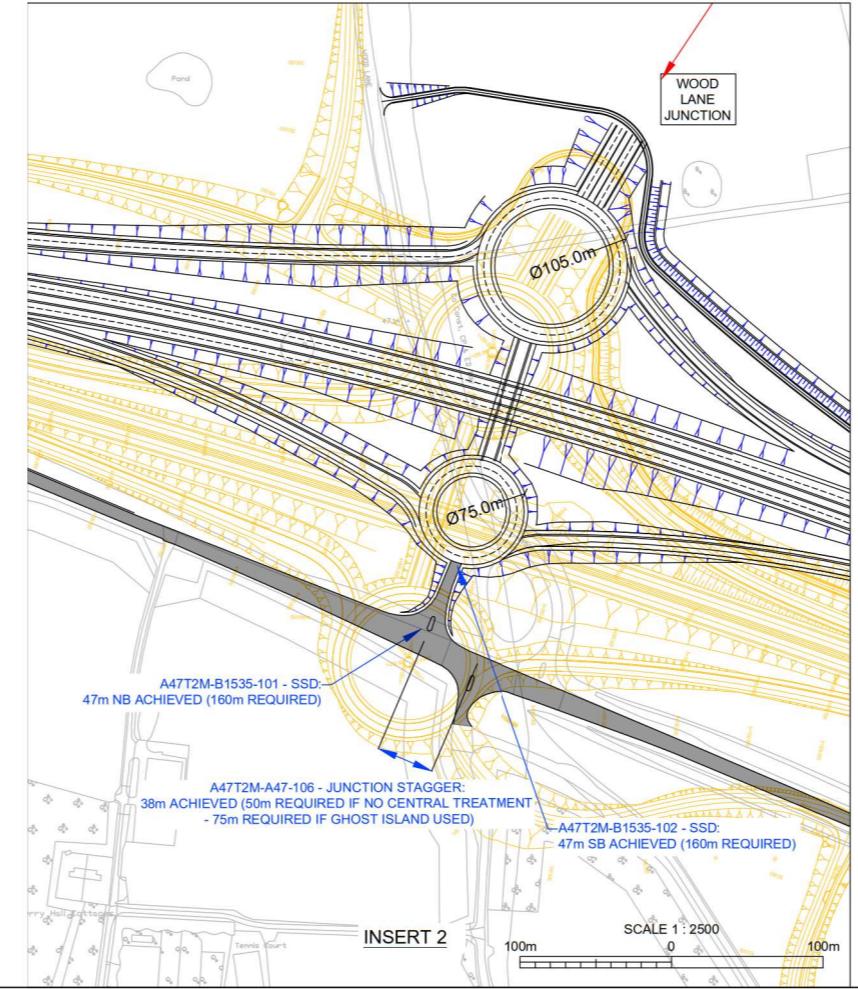 Pond
WOOD LANE
WOOD
LANE
JUNCTION
Ø105.0m
Ø75.0m
A47T2M-B1535-101 - SSD:
47m NB ACHIEVED (160m REQUIRED)
A47T2M-A47-106 - JUNCTION STAGGER:
38m ACHIEVED (50m REQUIRED IF NO CENTRAL TREATMENT
- 75m REQUIRED IF GHOST ISLAND USED)
A47T2M-B1535-102 - SSD:
47m SB ACHIEVED (160m REQUIRED)
Tennis Court
INSERT 2
SCALE 1 : 2500
100m
0
100m